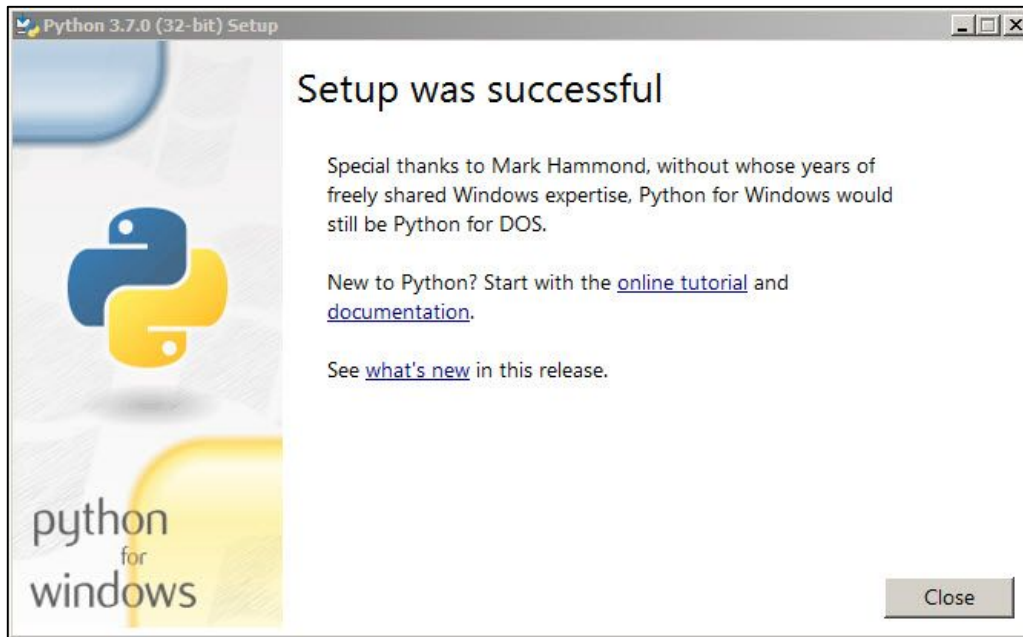 Python 3.7.0 (32-bit) Setup
Setup was successful
Special thanks to Mark Hammond, without whose years of
freely shared Windows expertise, Python for Windows would
still be Python for DOS.
New to Python? Start with the online tutorial and
documentation.
See what's new in this release.
python
for
windows
Close